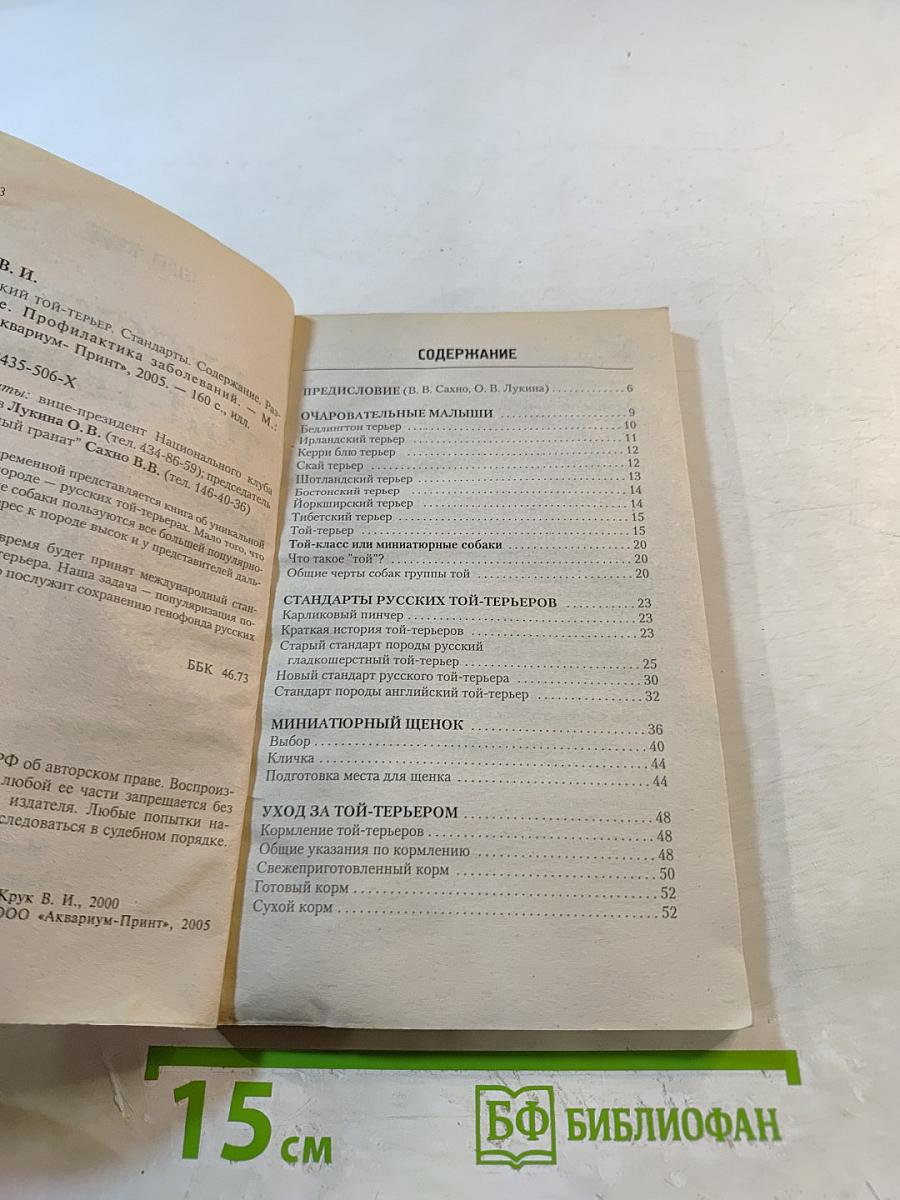 3
В. И.
кий той-терьер. Стандарты. Содержание. Раз-
е. Профилактика заболеваний. — М.:
квариум- Принт», 2005. — 160 с., илл.
435-506-X
ты: вице-президент Национального клуба
в Лукина О. В. (тел. 434-86-59); председатель
ный гранат" Сахно В.В. (тел. 146-40-36)
временной представляется книга об уникальной
породе — русских той-терьерах. Мало того, что
е собаки пользуются все большей популярно-
рес к породе высок и у представителей даль-
время будет принят международный стан-
терьера. Наша задача — популяризация по-
о послужит сохранению генофонда русских
ББК 46.73
РФ об авторском праве. Воспроиз-
любой ее части запрещается без
издателя. Любые попытки на-
следоваться в судебном порядке.
Крук В. И., 2000
ООО «Аквариум-Принт», 2005
СОДЕРЖАНИЕ
ПРЕДИСЛОВИЕ (В. В. Сахно, О. В. Лукина) .................. 6
ОЧАРОВАТЕЛЬНЫЕ МАЛЫШИ .................. 9
Бедлингтон терьер .................. 10
Ирландский терьер .................. 11
Керри блю терьер .................. 12
Скай терьер .................. 12
Шотландский терьер .................. 13
Бостонский терьер .................. 14
Йоркширский терьер .................. 14
Тибетский терьер .................. 15
Той-терьер .................. 15
Той-класс или миниатюрные собаки .................. 20
Что такое "той"? .................. 20
Общие черты собак группы той .................. 20
СТАНДАРТЫ РУССКИХ ТОЙ-ТЕРЬЕРОВ .................. 23
Карликовый пинчер .................. 23
Краткая история той-терьеров .................. 23
Старый стандарт породы русский
гладкошерстный той-терьер .................. 25
Новый стандарт русского той-терьера .................. 30
Стандарт породы английский той-терьер .................. 32
МИНИАТЮРНЫЙ ЩЕНОК .................. 36
Выбор .................. 40
Кличка .................. 44
Подготовка места для щенка .................. 44
УХОД ЗА ТОЙ-ТЕРЬЕРОМ .................. 48
Кормление той-терьеров .................. 48
Общие указания по кормлению .................. 48
Свежеприготовленный корм .................. 50
Готовый корм .................. 52
Сухой корм .................. 52
15 см
БФ БИБЛИОФАН